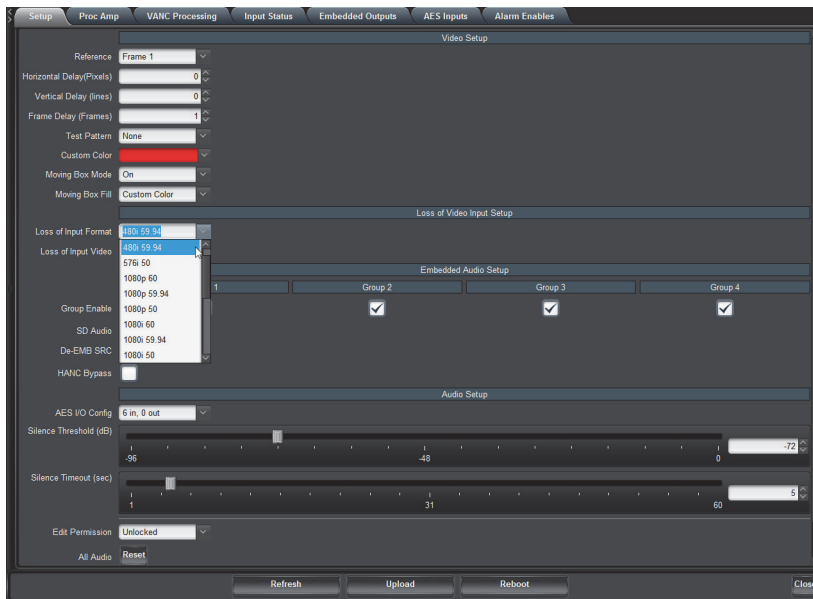 Setup Proc Amp VANC Processing Input Status Embedded Outputs AES Inputs Alarm Enables
Video Setup
Reference Frame 1
Horizontal Delay(Pixels) 0
Vertical Delay (lines) 0
Frame Delay (Frames) 1
Test Pattern None
Custom Color
Moving Box Mode On
Moving Box Fill Custom Color
Loss of Video Input Setup
Loss of Input Format 480i 59.94
Loss of Input Video 480i 59.94
576i 50
Embedded Audio Setup
1080p 60
1080p 59.94 1 Group 2 Group 3 Group 4
Group Enable 1080p 50
1080i 60
SD Audio
1080i 59.94
De-EMB SRC 1080i 50
HANC Bypass
Audio Setup
AES I/O Config 6 in, 0 out
Silence Threshold (dB) -72
-96 -48 0
Silence Timeout (sec) 5
1 31 60
Edit Permission Unlocked
All Audio Reset
Refresh Upload Reboot Clos